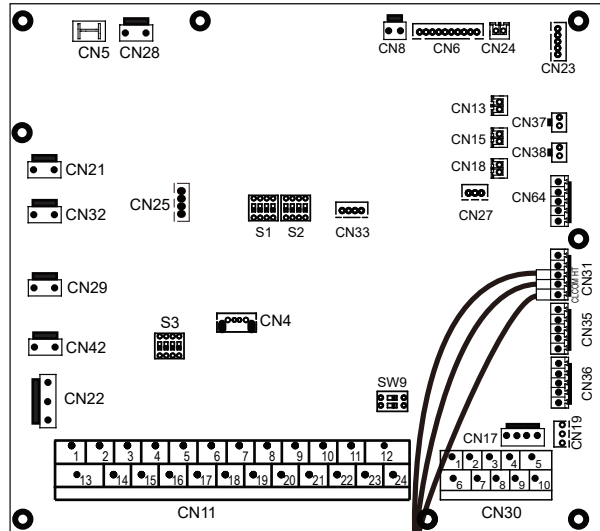 CN5
CN28
CN8
CN6
CN24
CN23
CN13
CN37
CN15
CN38
CN18
CN21
CN32
CN25
S1
S2
CN33
CN27
CN64
CN29
CN31
CL COM HT
CN4
CN35
S3
CN42
CN36
CN22
SW9
CN17
CN19
1 2 3 4 5 6 7 8 9 10 11 12
13 14 15 16 17 18 19 20 21 22 23 24
CN11
1 2 3 4 5
6 7 8 9 10
CN30